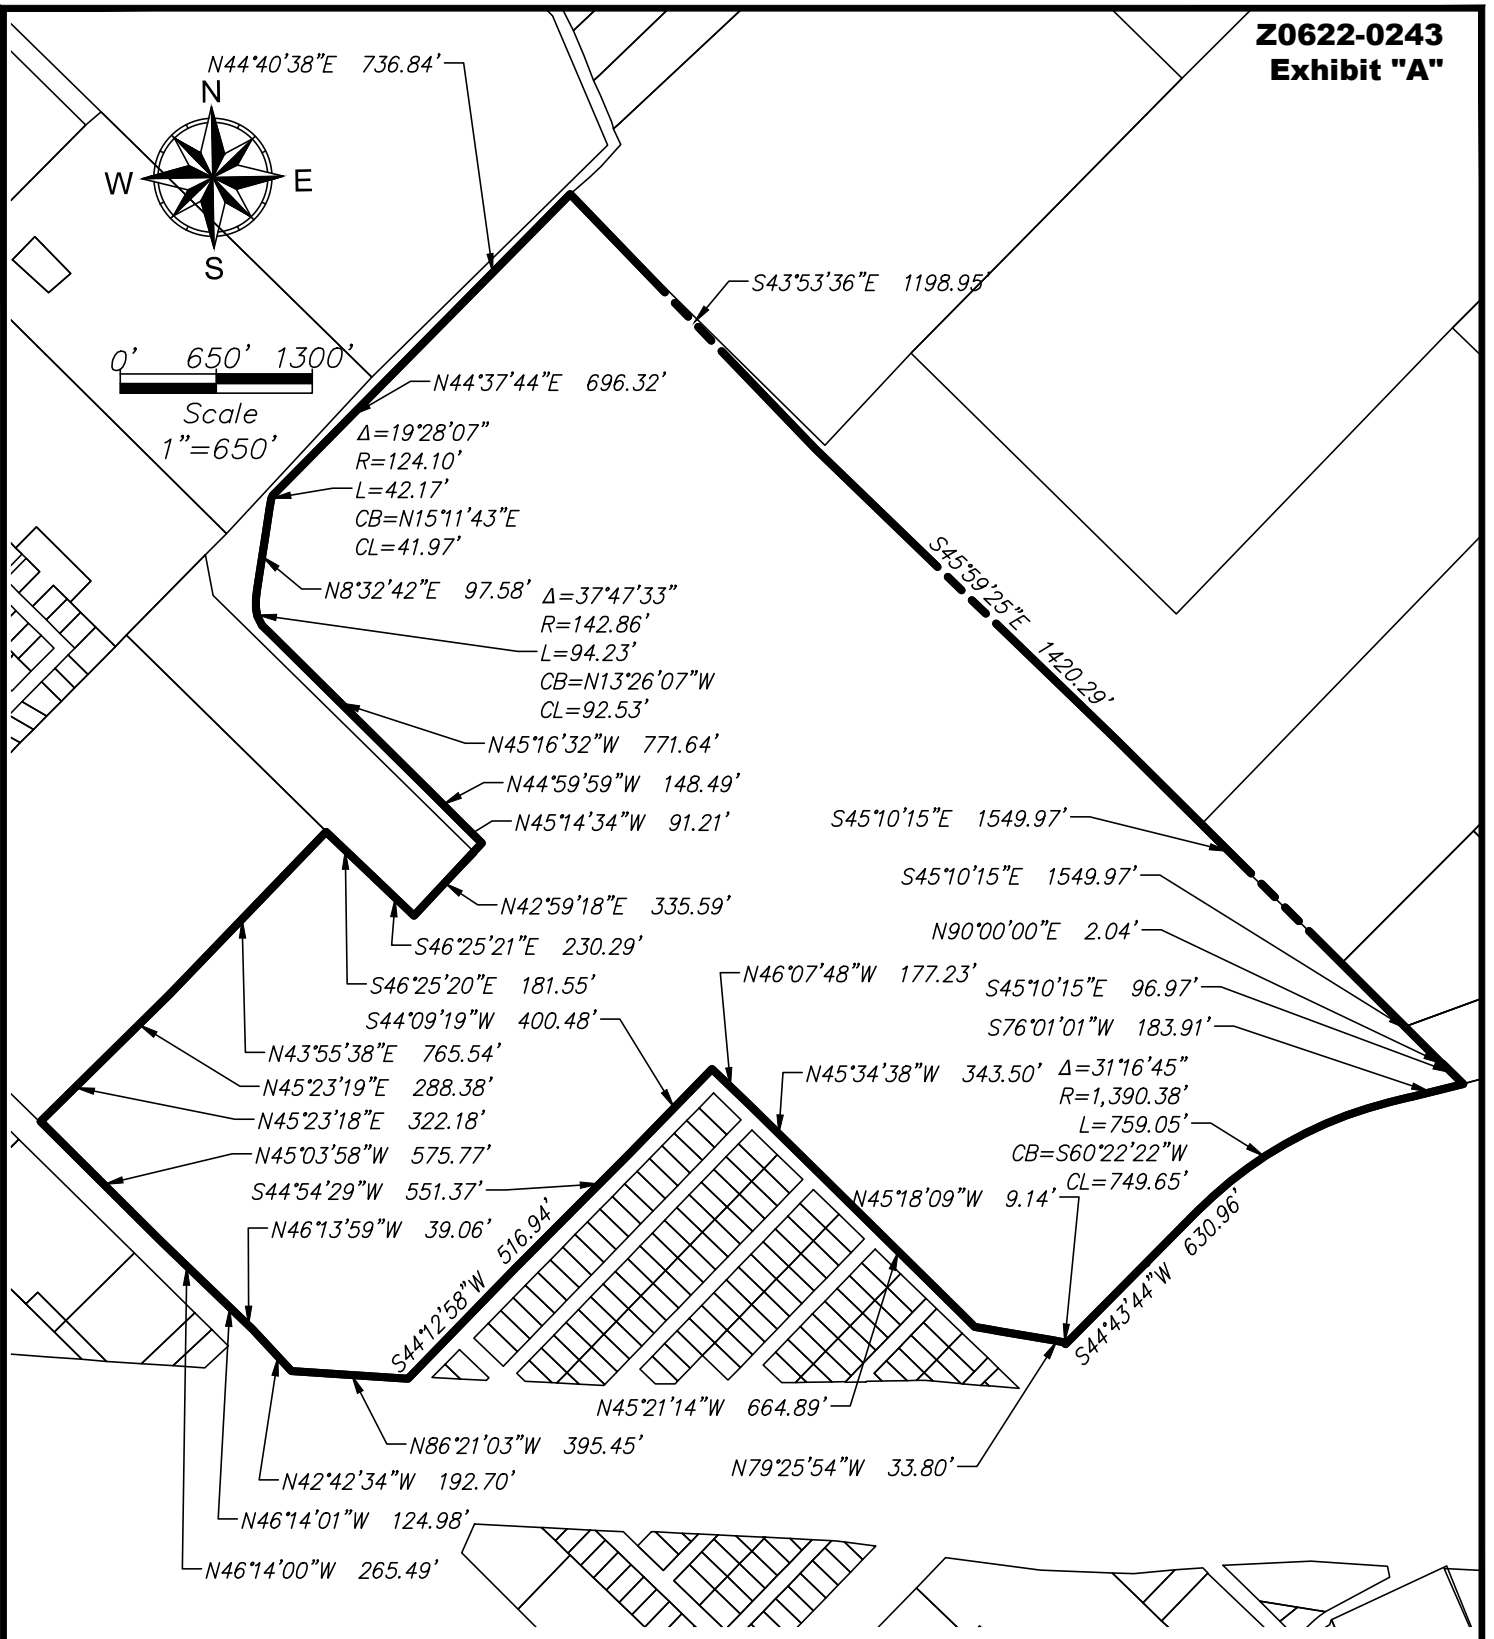 Z0622-0243
Exhibit "A"
N44°40'38"E 736.84'
N
W
E
S
S43°53'36"E 1198.95'
0' 650' 1300'
Scale
1"=650'
N44°37'44"E 696.32'
Δ=19°28'07"
R=124.10'
L=42.17'
CB=N15°11'43"E
CL=41.97'
N8°32'42"E 97.58'
Δ=37°47'33"
R=142.86'
L=94.23'
CB=N13°26'07"W
CL=92.53'
S45°59'25"E 1420.29'
N45°16'32"W 771.64'
N44°59'59"W 148.49'
N45°14'34"W 91.21'
S45°10'15"E 1549.97'
S45°10'15"E 1549.97'
N42°59'18"E 335.59'
N90°00'00"E 2.04'
S46°25'21"E 230.29'
N46°07'48"W 177.23'
S46°25'20"E 181.55'
S45°10'15"E 96.97'
S44°09'19"W 400.48'
S76°01'01"W 183.91'
N43°55'38"E 765.54'
N45°34'38"W 343.50'
Δ=31°16'45"
R=1,390.38'
L=759.05'
CB=S60°22'22"W
CL=749.65'
N45°23'19"E 288.38'
N45°23'18"E 322.18'
N45°03'58"W 575.77'
S44°54'29"W 551.37'
N45°18'09"W 9.14'
N46°13'59"W 39.06'
S44°12'58"W 516.94'
S44°43'44"W 630.96'
N45°21'14"W 664.89'
N86°21'03"W 395.45'
N79°25'54"W 33.80'
N42°42'34"W 192.70'
N46°14'01"W 124.98'
N46°14'00"W 265.49'